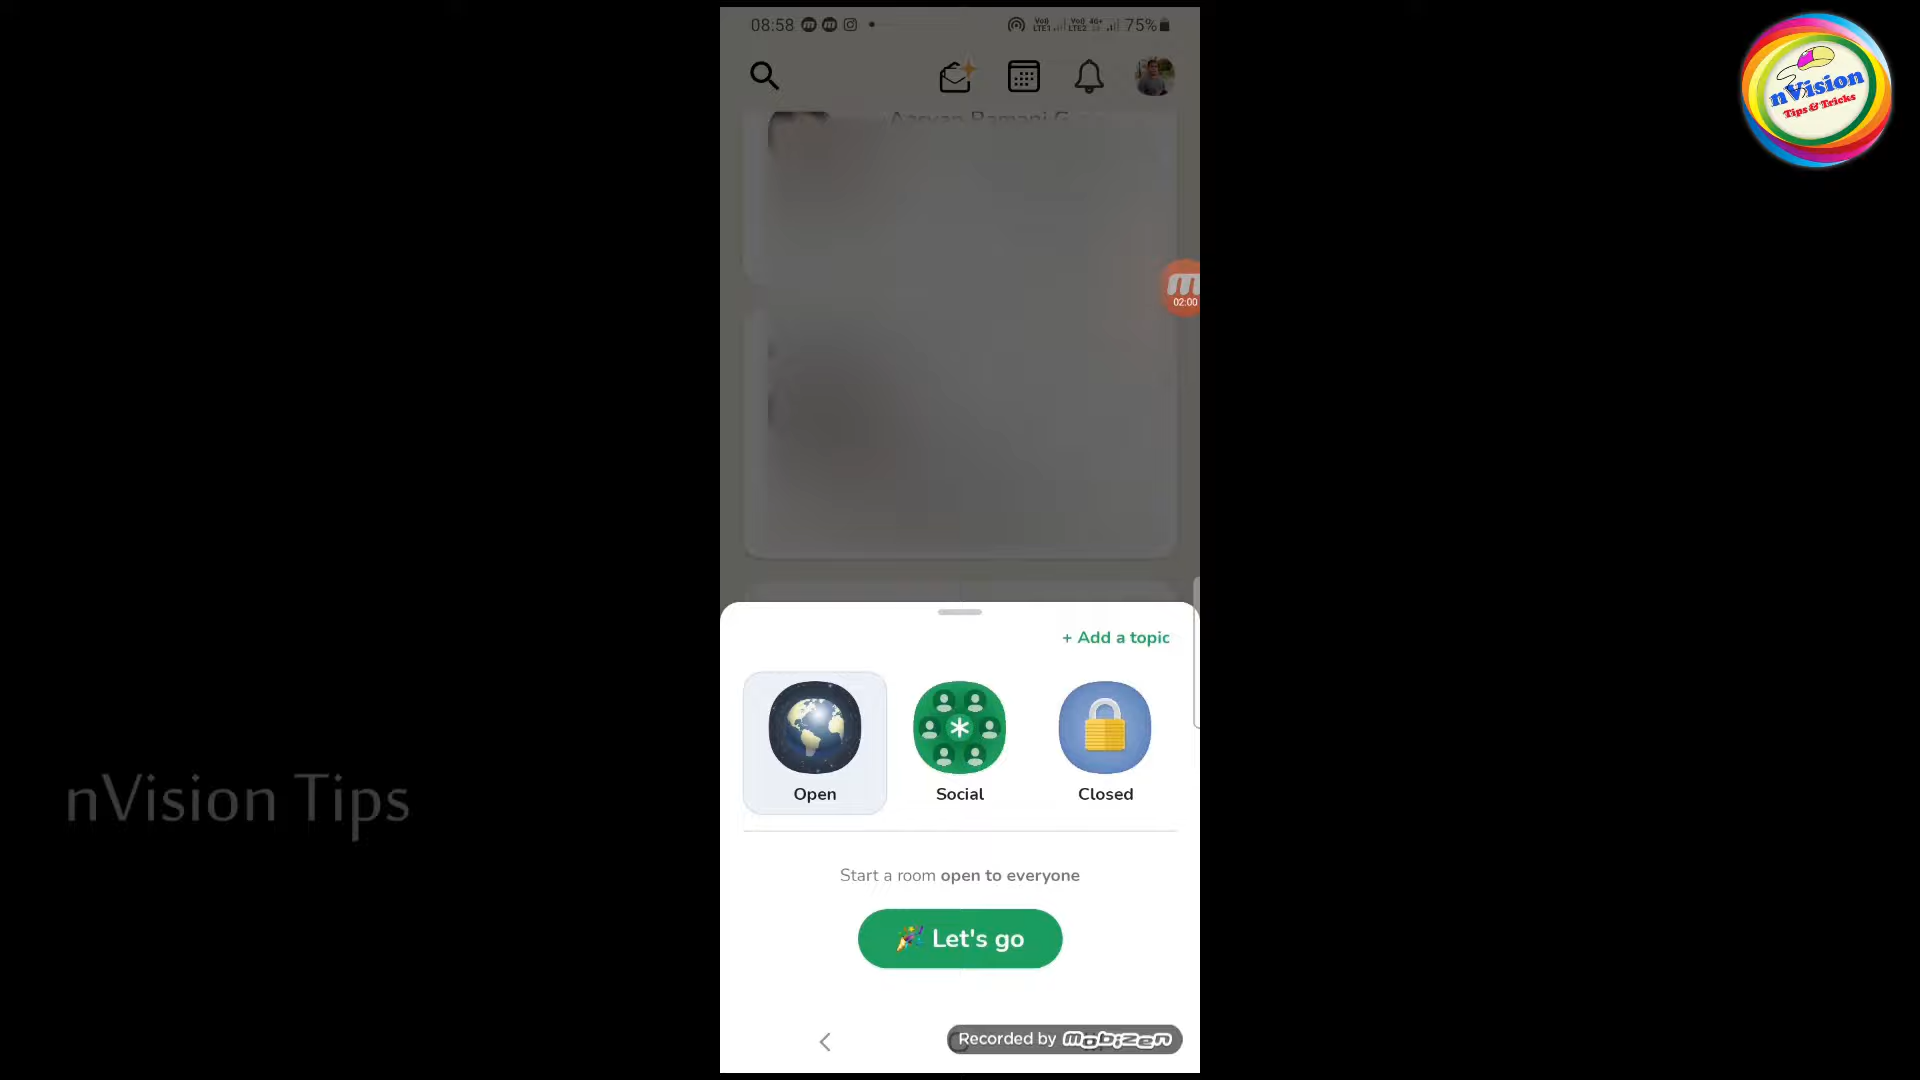 08:58
75%
nVision
Tips & Tricks
02:00
+ Add a topic
Open
Social
Closed
nVision Tips
Start a room open to everyone
Let's go
Recorded by mobizen